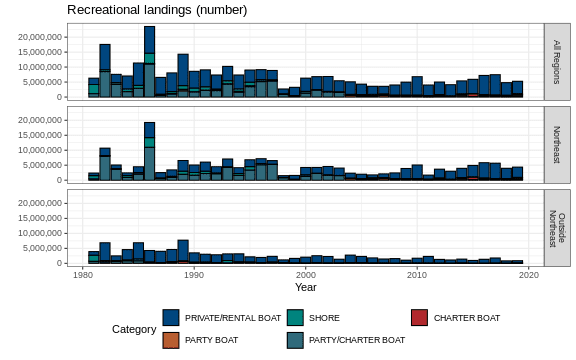 Recreational landings (number)
20,000,000
15,000,000
10,000,000
5,000,000
0
All Regions
20,000,000
15,000,000
10,000,000
5,000,000
0
Northeast
20,000,000
15,000,000
10,000,000
5,000,000
0
Outside
Northeast
1980 1990 2000 2010 2020
Year
Category
PRIVATE/RENTAL BOAT SHORE CHARTER BOAT
PARTY BOAT PARTY/CHARTER BOAT